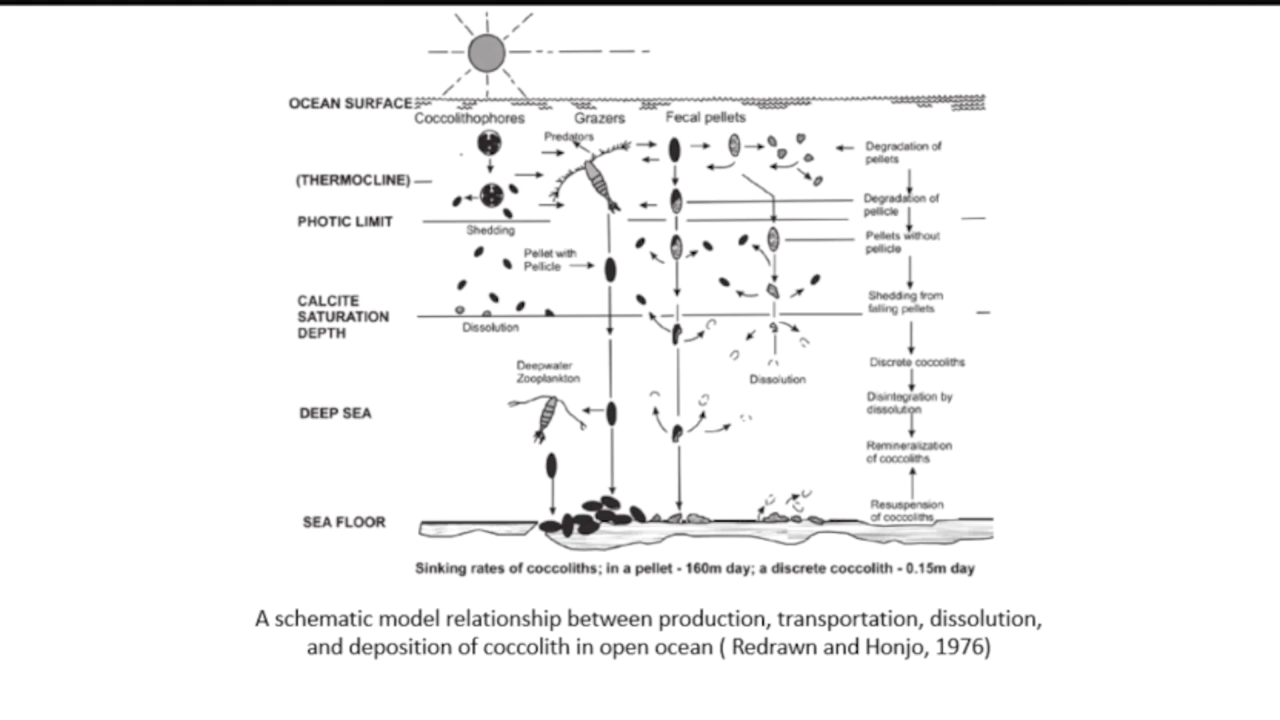 OCEAN SURFACE
Coccolithophores
Grazers
Fecal pellets
Predators
Degradation of
pellets
(THERMOCLINE)
Degradation of
pellicle
PHOTIC LIMIT
Shedding
Pellets without
pellicle
Pellet with
Pellicle
CALCITE
SATURATION
DEPTH
Shedding from
falling pellets
Dissolution
Deepwater
Zooplankton
Dissolution
Discrete coccoliths
DEEP SEA
Disintegration by
dissolution
Remineralization
of coccoliths
Resuspension
of coccoliths
SEA FLOOR
Sinking rates of coccoliths; in a pellet - 160m day; a discrete coccolith - 0.15m day
A schematic model relationship between production, transportation, dissolution,
and deposition of coccolith in open ocean ( Redrawn and Honjo, 1976)